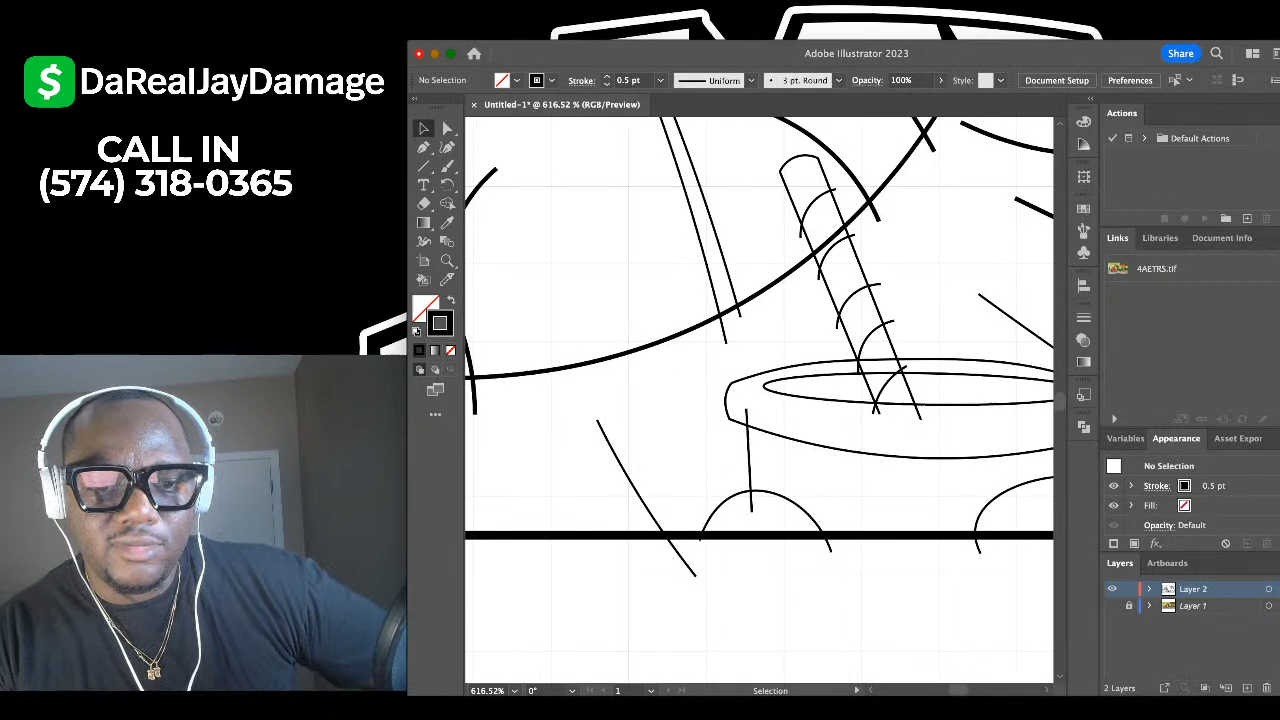 $ DaRealJayDamage
CALL IN
(574) 318-0365
Adobe Illustrator 2023
Share
No Selection
Stroke:
0.5 pt
Uniform
3 pt. Round
Opacity:
100%
Style:
Document Setup
Preferences
× Untitled-1* @ 616.52 % (RGB/Preview)
Actions
Default Actions
Links
Libraries
Document Info
4AETRS.tif
Variables
Appearance
Asset Expor
No Selection
Stroke:
0.5 pt
Fill:
Opacity: Default
fx
Layers
Artboards
Layer 2
Layer 1
2 Layers
616.52%
0°
1
Selection